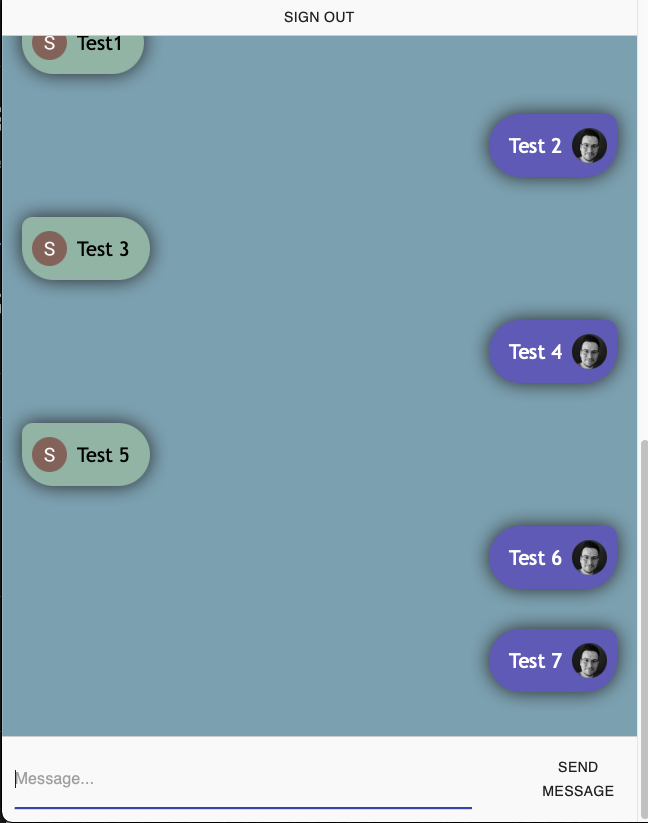 SIGN OUT
S Test1
Test 2
S Test 3
Test 4
S Test 5
Test 6
Test 7
Message...
SEND
MESSAGE